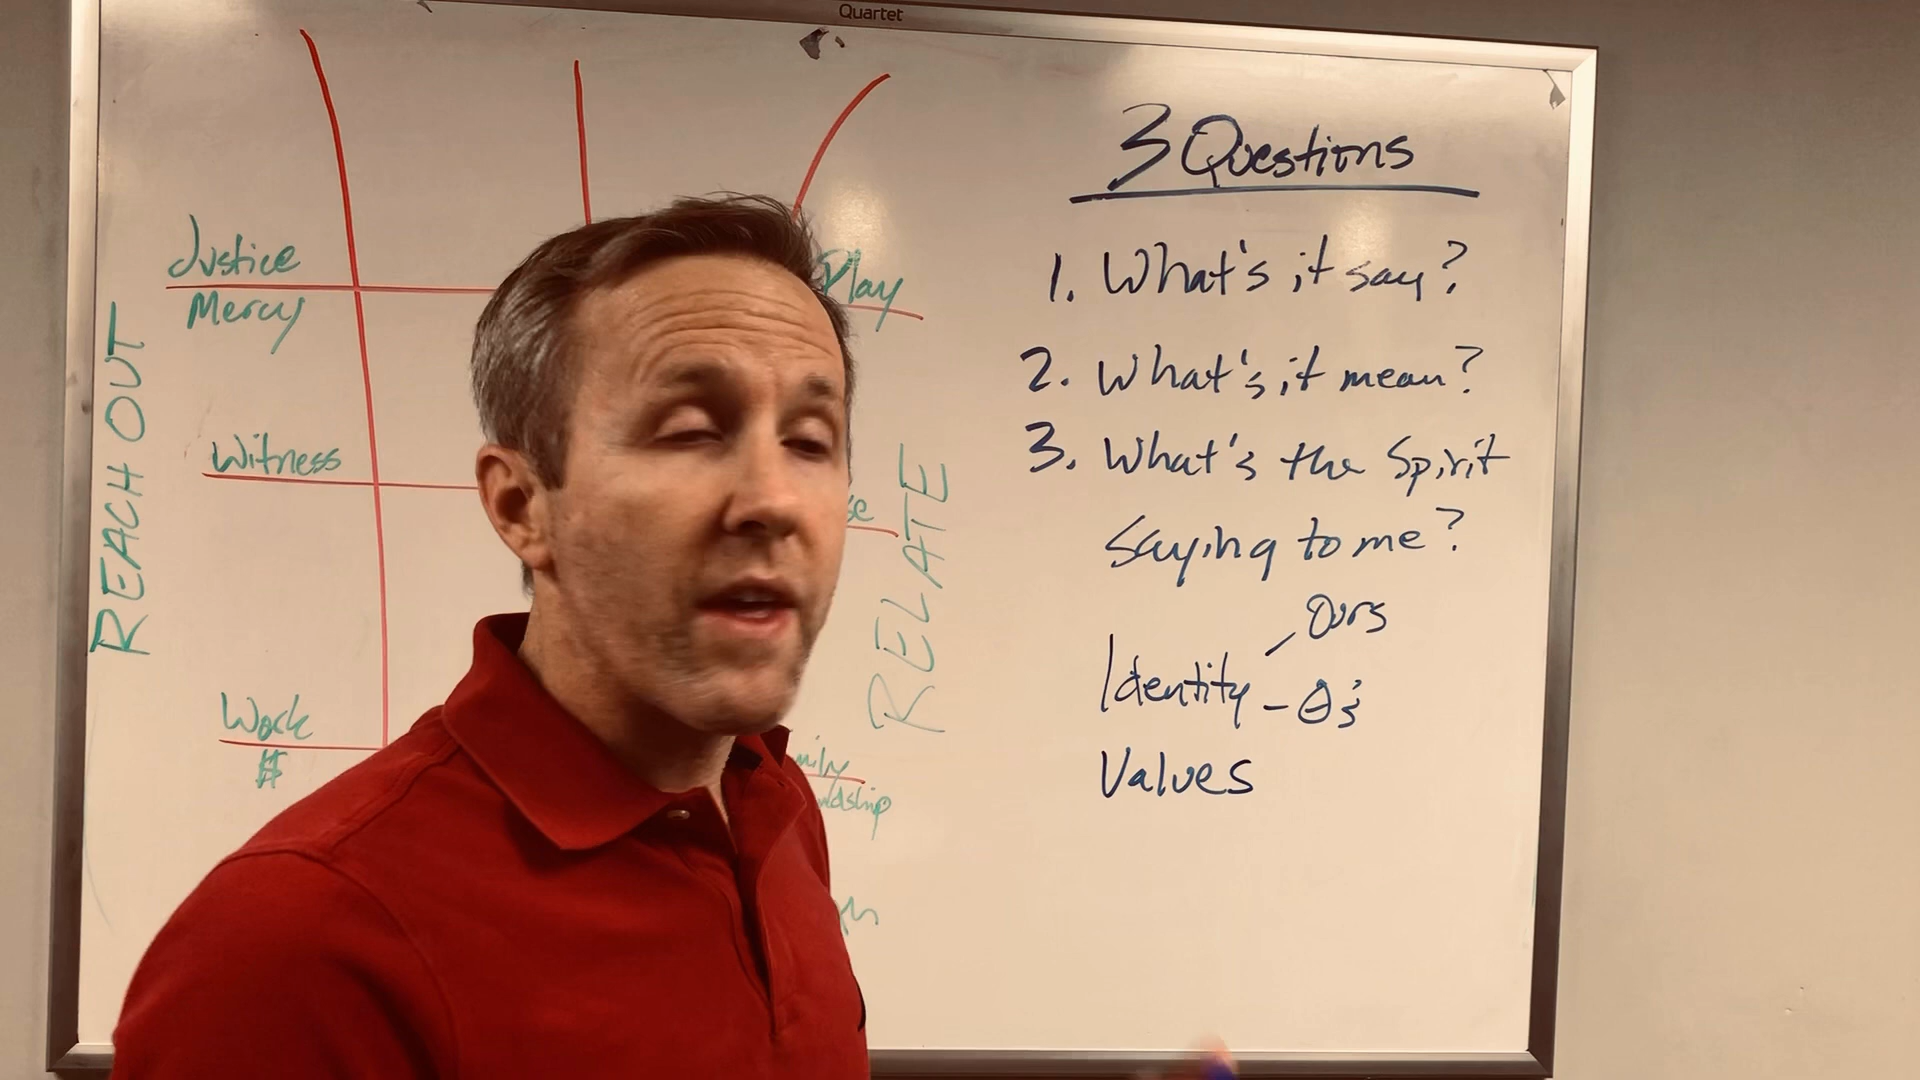 Quartet
Justice
Mercy
Witness
Work
$
REACH OUT
Play
RELATE
3 Questions
1. What's it say?
2. What's it mean?
3. What's the Spirit
saying to me?
Ours
Identity - θ's
Values